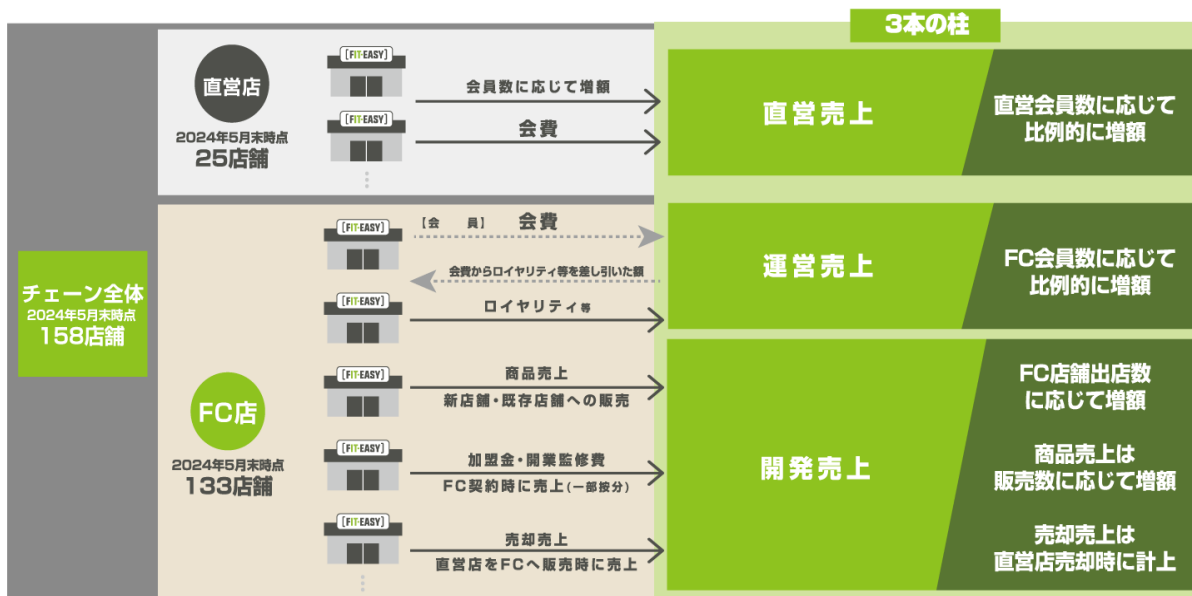 3本の柱
チェーン全体
2024年5月末時点
158店舗
直営店
2024年5月末時点
25店舗
[FIT-EASY]
[FIT-EASY]
会員数に応じて増額
会費
直営売上
直営会員数に応じて
比例的に増額
FC店
2024年5月末時点
133店舗
[FIT-EASY]
【会 員】 会費
会費からロイヤリティ等を差し引いた額
[FIT-EASY]
ロイヤリティ等
運営売上
FC会員数に応じて
比例的に増額
[FIT-EASY]
商品売上
新店舗・既存店舗への販売
[FIT-EASY]
加盟金・開業監修費
FC契約時に売上(一部按分)
[FIT-EASY]
売却売上
直営店をFCへ販売時に売上
開発売上
FC店舗出店数
に応じて増額
商品売上は
販売数に応じて増額
売却売上は
直営店売却時に計上